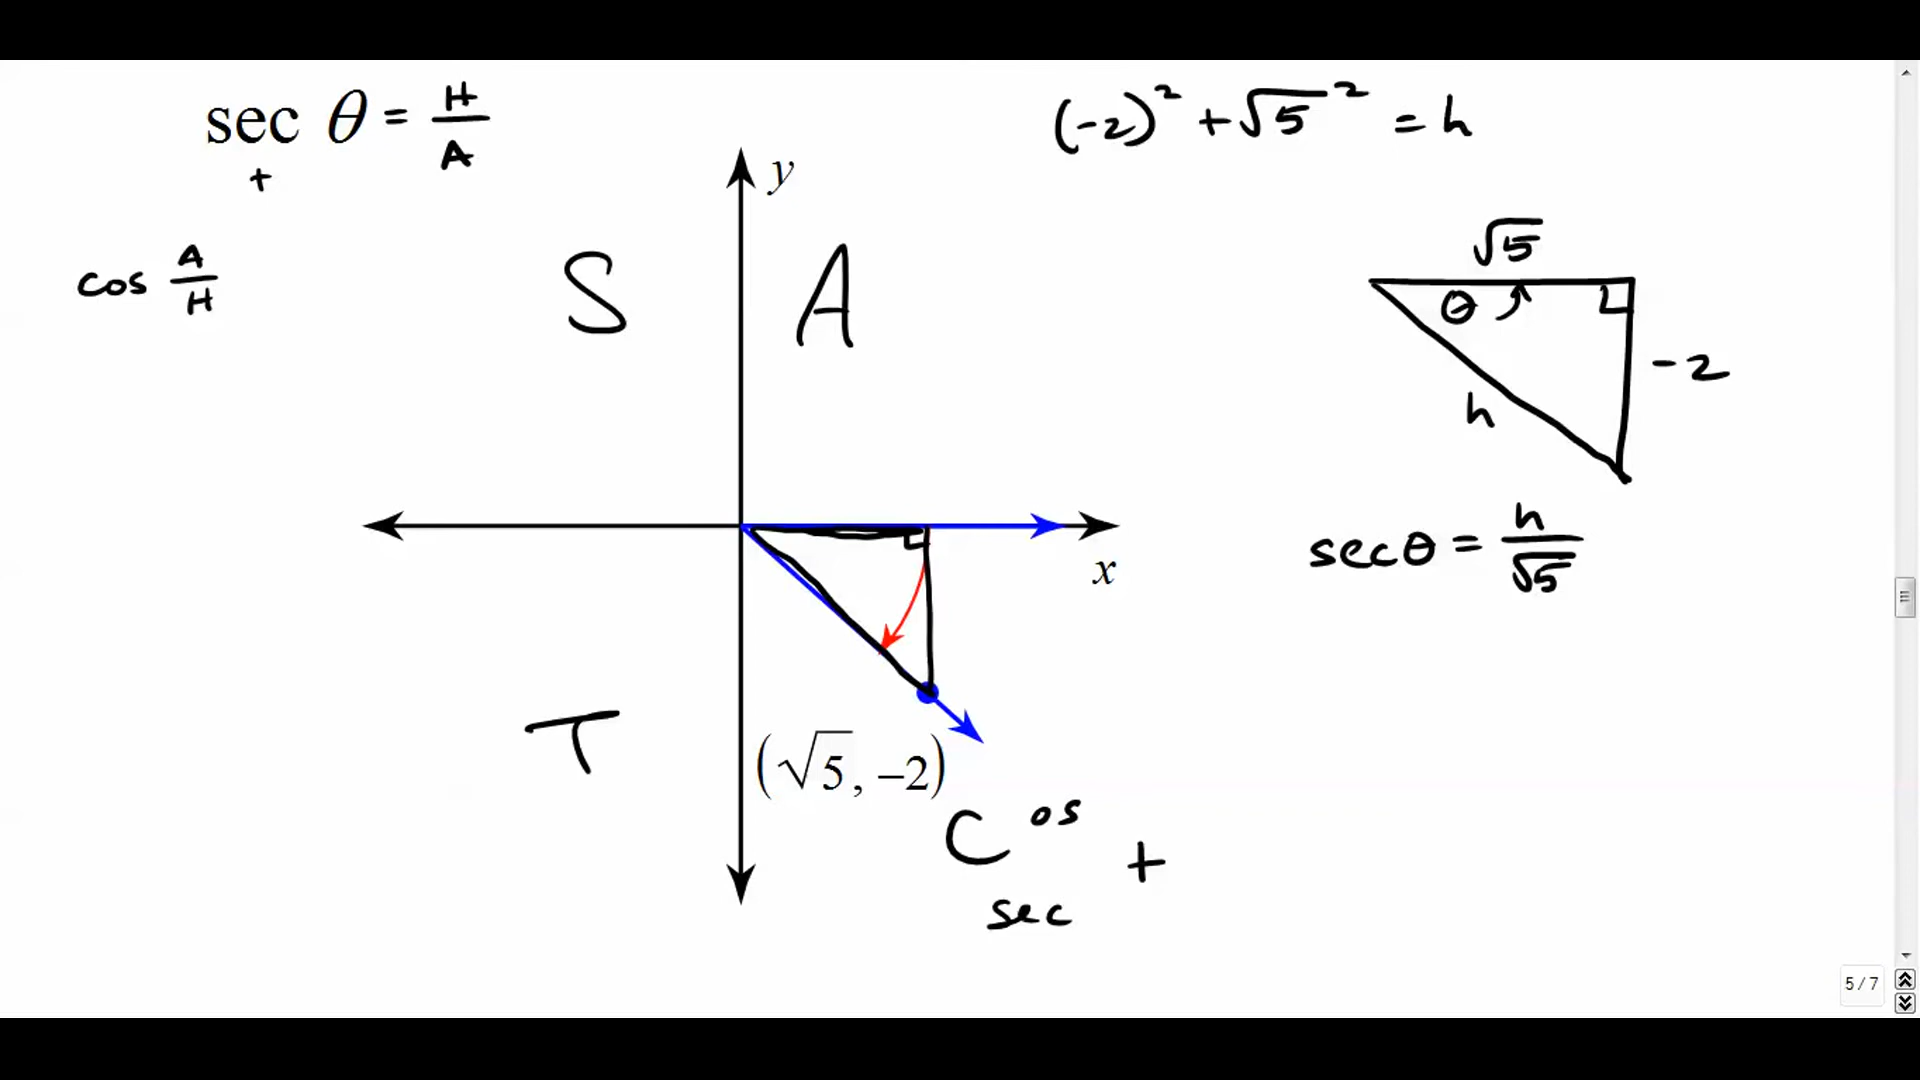 sec θ = H/A
+
cos A/H
(-2)² + √5² = h
y
S A
√5
θ
-2
h
x
sec θ = h/√5
T
(√5, −2)
C os +
sec
5 / 7